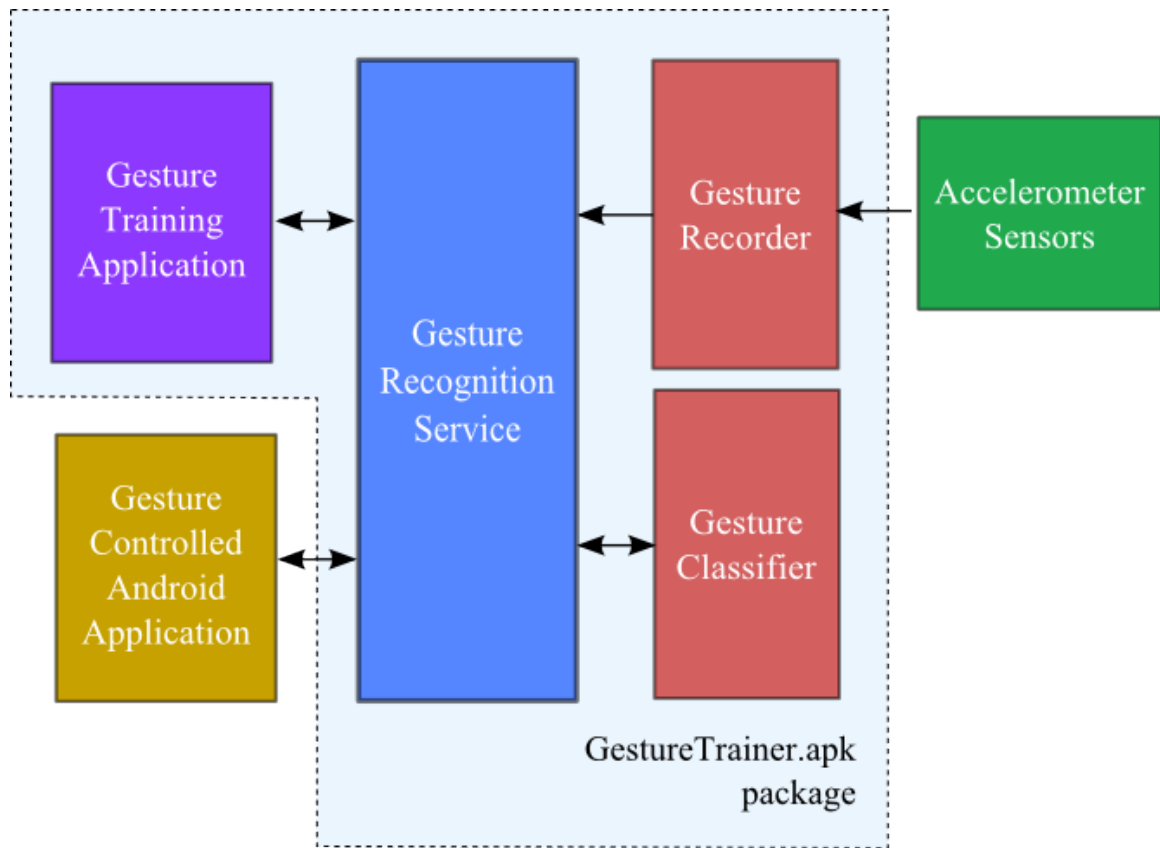 Gesture
Training
Application
Gesture
Recognition
Service
Gesture
Recorder
Accelerometer
Sensors
Gesture
Controlled
Android
Application
Gesture
Classifier
GestureTrainer.apk
package